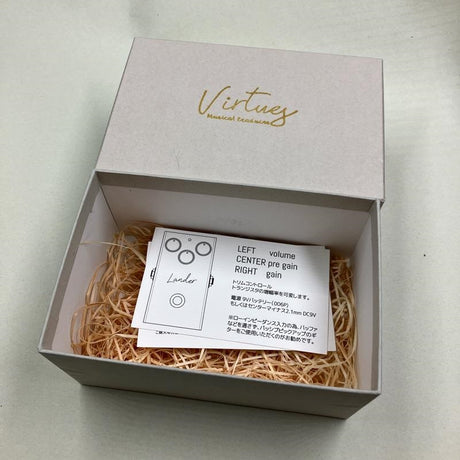 Virtues
Musical
LEFT volume
CENTER pre gain
RIGHT gain
Lander
トリムコントロール
トランジスタの増幅率を可変します。
電源 9Vバッテリー(006P)
もしくはセンターマイナス2.1mm DC9V
※ローインピーダンス入力の為、バッファ
などを通さず、パッシブピックアップのギ
ターをご使用いただくのがお勧めです。